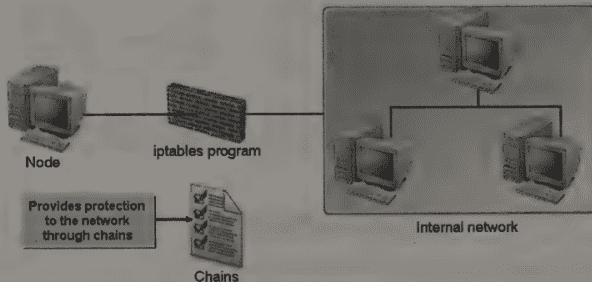 Node
iptables program
Internal network
Provides protection
to the network
through chains
Chains